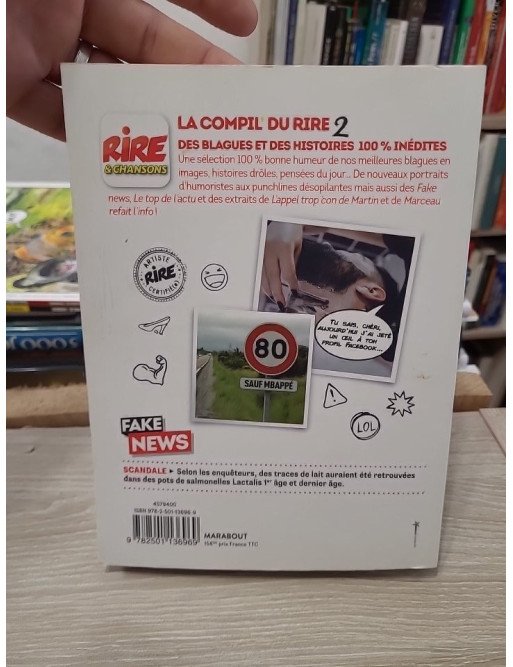 RIRE
& CHANSONS
LA COMPIL' DU RIRE 2
DES BLAGUES ET DES HISTOIRES 100 % INÉDITES
Une sélection 100 % bonne humeur de nos meilleures blagues en
images, histoires drôles, pensées du jour... De nouveaux portraits
d'humoristes aux punchlines désopilantes mais aussi des Fake
news, Le top de l'actu et des extraits de L'appel trop con de Martin et de Marceau
refait l'info !
ARTISTE
RIRE
CERTIFIÉ
TU SAIS, CHÉRI,
AUJOURD'HUI J'AI JETÉ
UN ŒIL À TON
PROFIL FACEBOOK...
80
SAUF MBAPPÉ
LOL
FAKE
NEWS
SCANDALE ► Selon les enquêteurs, des traces de lait auraient été retrouvées
dans des pots de salmonelles Lactalis 1er âge et dernier âge.
4579400
ISBN 978-2-501-13696-9
9 782501 136969
MARABOUT
prix France TTC